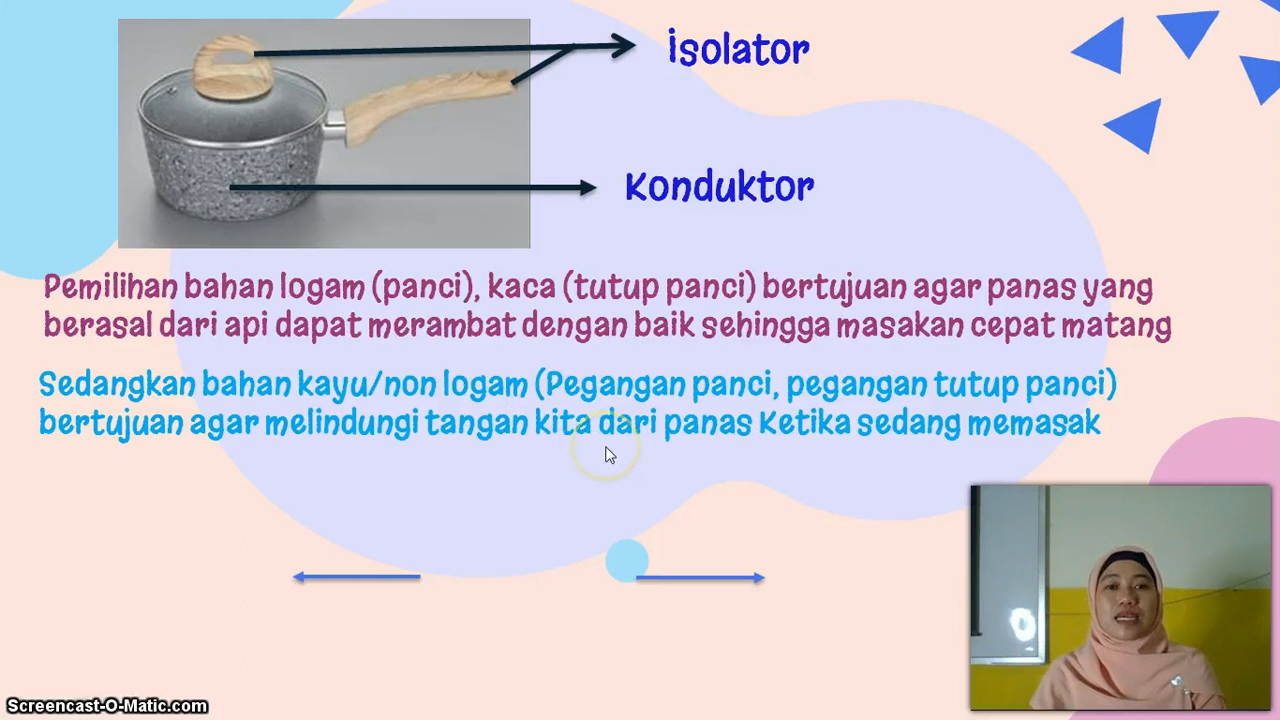 isolator
Konduktor
Pemilihan bahan logam (panci), kaca (tutup panci) bertujuan agar panas yang
berasal dari api dapat merambat dengan baik sehingga masakan cepat matang
Sedangkan bahan kayu/non logam (Pegangan panci, pegangan tutup panci)
bertujuan agar melindungi tangan kita dari panas Ketika sedang memasak
Screencast-O-Matic.com